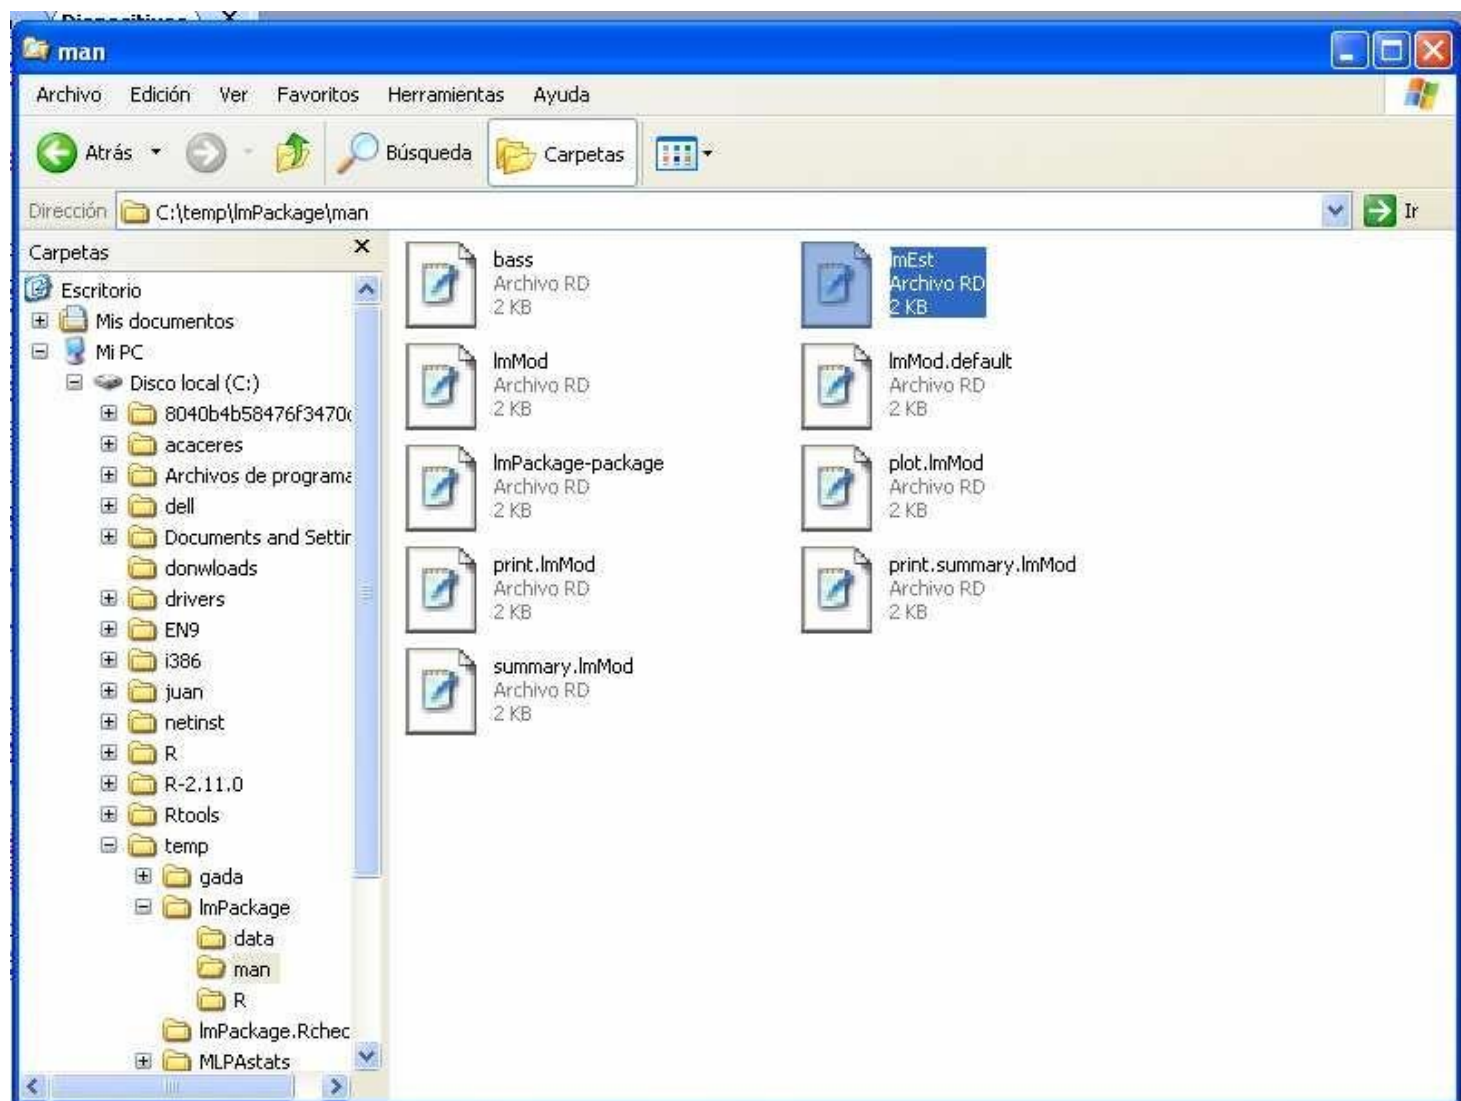 Dispositivos
man
Archivo Edición Ver Favoritos Herramientas Ayuda
Atrás Búsqueda Carpetas
Dirección C:\temp\lmPackage\man Ir
Carpetas
Escritorio
Mis documentos
Mi PC
Disco local (C:)
8040b4b58476f3470
acaceres
Archivos de programa
dell
Documents and Settin
donwloads
drivers
EN9
i386
juan
netinst
R
R-2.11.0
Rtools
temp
gada
lmPackage
data
man
R
lmPackage.Rchec
MLPAstats
bass
Archivo RD
2 KB
lmEst
Archivo RD
2 KB
lmMod
Archivo RD
2 KB
lmMod.default
Archivo RD
2 KB
lmPackage-package
Archivo RD
2 KB
plot.lmMod
Archivo RD
2 KB
print.lmMod
Archivo RD
2 KB
print.summary.lmMod
Archivo RD
2 KB
summary.lmMod
Archivo RD
2 KB